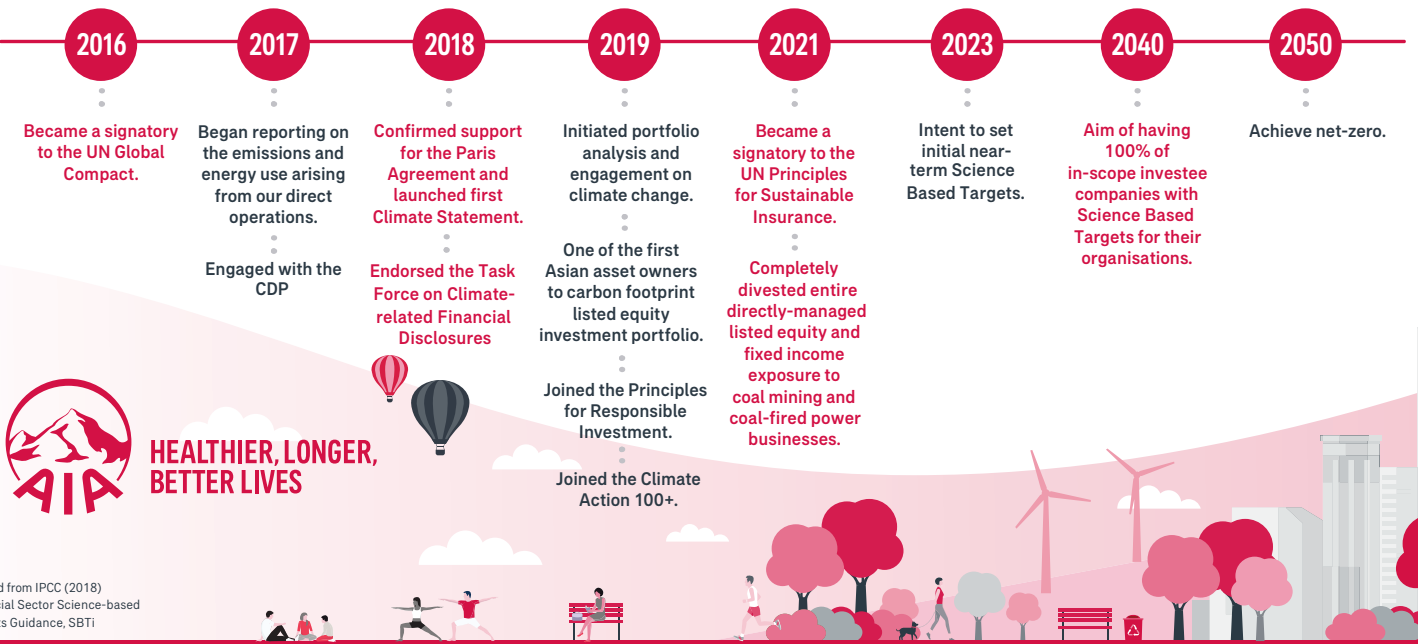 2016
Became a signatory
to the UN Global
Compact.
2017
Began reporting on
the emissions and
energy use arising
from our direct
operations.
Engaged with the
CDP
2018
Confirmed support
for the Paris
Agreement and
launched first
Climate Statement.
Endorsed the Task
Force on Climate-
related Financial
Disclosures
2019
Initiated portfolio
analysis and
engagement on
climate change.
One of the first
Asian asset owners
to carbon footprint
listed equity
investment portfolio.
Joined the Principles
for Responsible
Investment.
Joined the Climate
Action 100+.
2021
Became a
signatory to the
UN Principles
for Sustainable
Insurance.
Completely
divested entire
directly-managed
listed equity and
fixed income
exposure to
coal mining and
coal-fired power
businesses.
2023
Intent to set
initial near-
term Science
Based Targets.
2040
Aim of having
100% of
in-scope investee
companies with
Science Based
Targets for their
organisations.
2050
Achieve net-zero.
AIA
HEALTHIER, LONGER,
BETTER LIVES
from IPCC (2018)
Sector Science-based
Guidance, SBTi